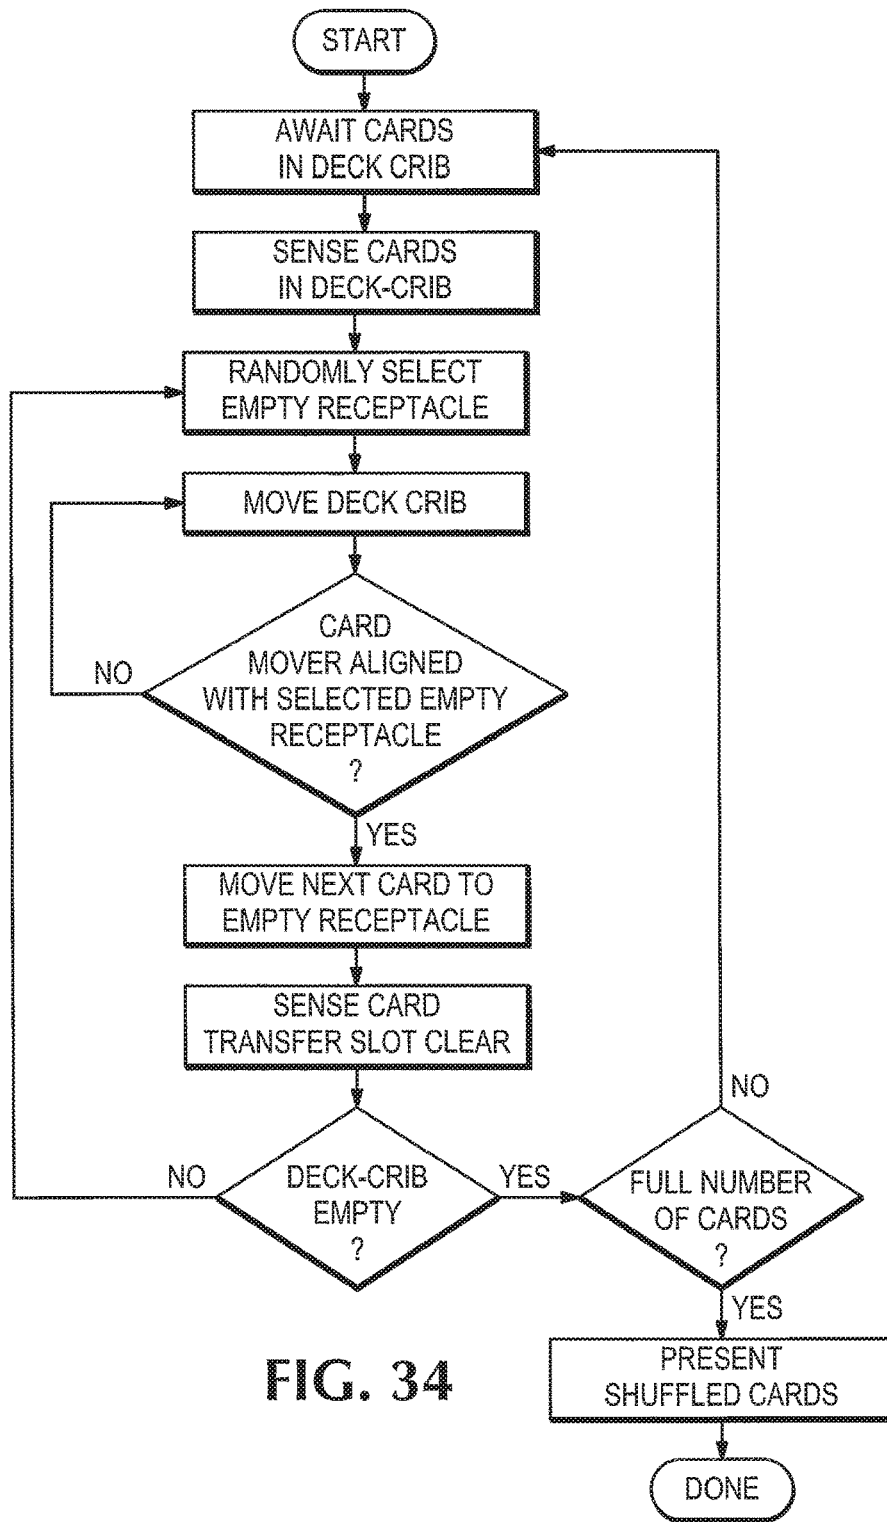 START
AWAIT CARDS
IN DECK CRIB
SENSE CARDS
IN DECK-CRIB
RANDOMLY SELECT
EMPTY RECEPTACLE
MOVE DECK CRIB
CARD
MOVER ALIGNED
WITH SELECTED EMPTY
RECEPTACLE
?
NO
YES
MOVE NEXT CARD TO
EMPTY RECEPTACLE
SENSE CARD
TRANSFER SLOT CLEAR
NO
DECK-CRIB
EMPTY
?
YES
NO
FULL NUMBER
OF CARDS
?
YES
PRESENT
SHUFFLED CARDS
DONE
FIG. 34